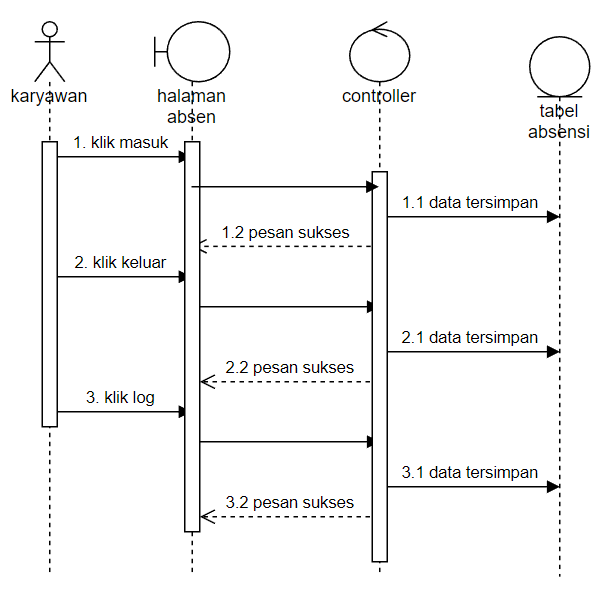 karyawan
halaman
absen
controller
tabel
absensi
1. klik masuk
1.1 data tersimpan
1.2 pesan sukses
2. klik keluar
2.1 data tersimpan
2.2 pesan sukses
3. klik log
3.1 data tersimpan
3.2 pesan sukses